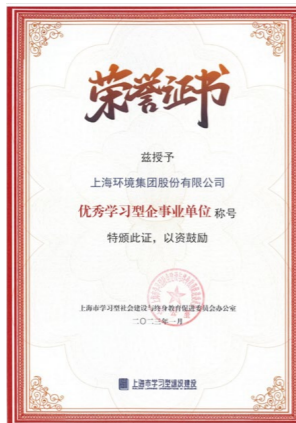 荣誉证书
兹授予
上海环境集团股份有限公司
优秀学习型企事业单位 称号
特颁此证，以资鼓励
上海市学习型社会建设与终身教育促进委员会办公室
二〇二三年一月
上海市学习型组织建设